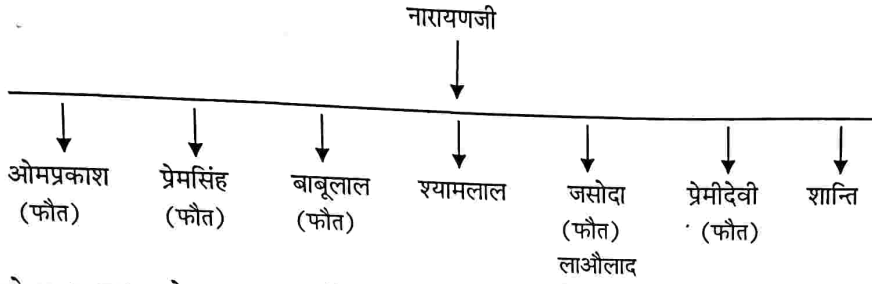 नारायणजी
ओमप्रकाश प्रेमसिंह बाबूलाल श्यामलाल जसोदा प्रेमीदेवी शान्ति
(फौत) (फौत) (फौत) (फौत) (फौत)
लाऔलाद